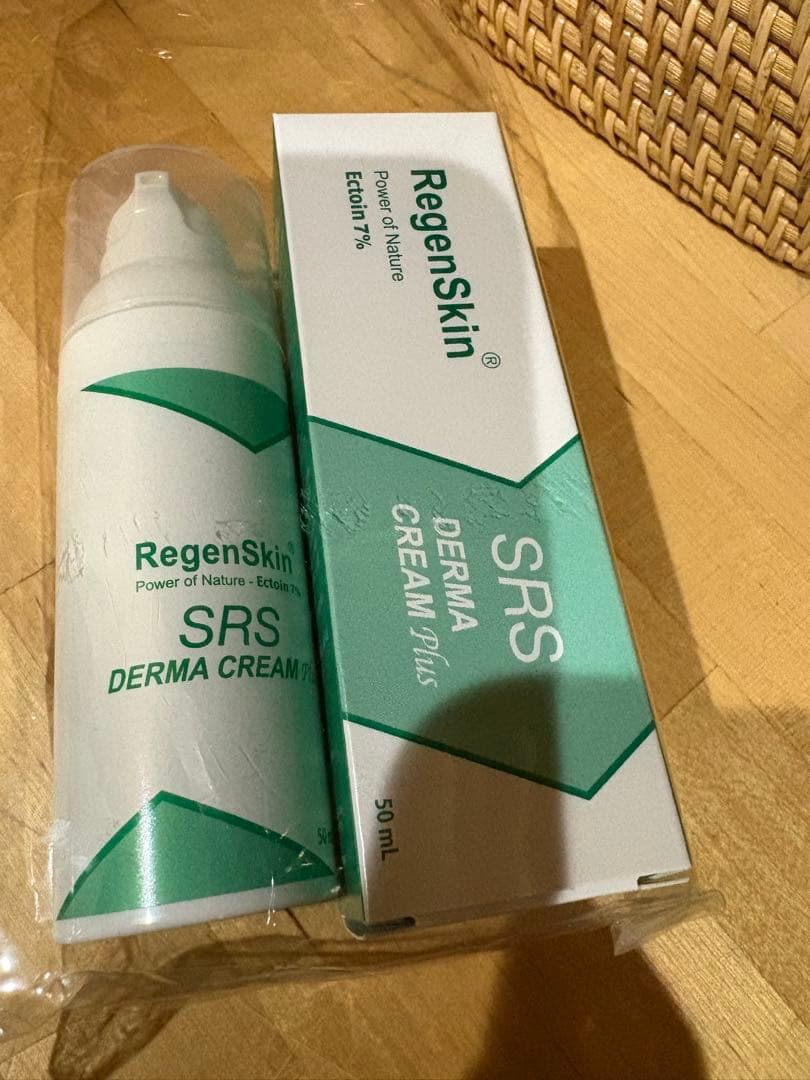 RegenSkin®
Power of Nature - Ectoin 7%
SRS
DERMA CREAM
RegenSkin®
Power of Nature
Ectoin 7%
SRS
DERMA
CREAM Plus
50 mL